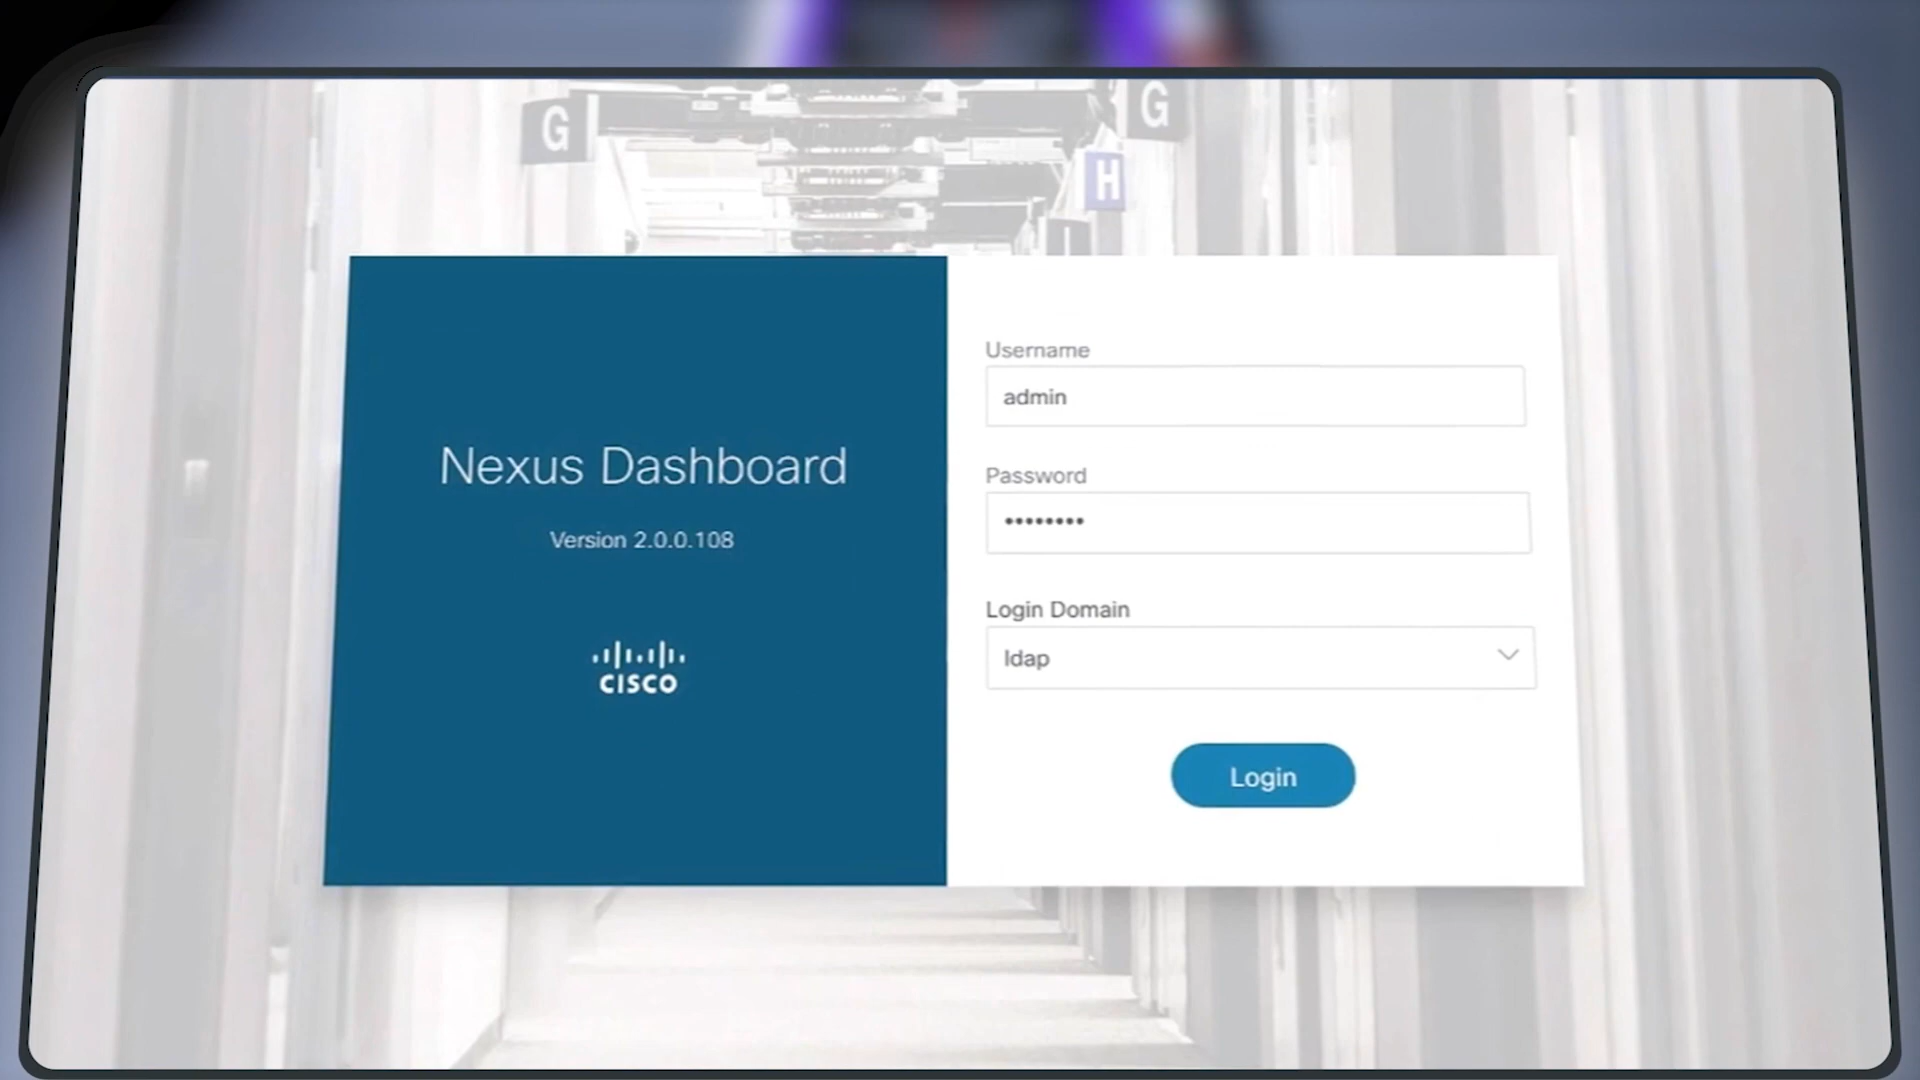 G
G
H
Nexus Dashboard
Version 2.0.0.108
CISCO
Username
admin
Password
••••••••
Login Domain
ldap
Login